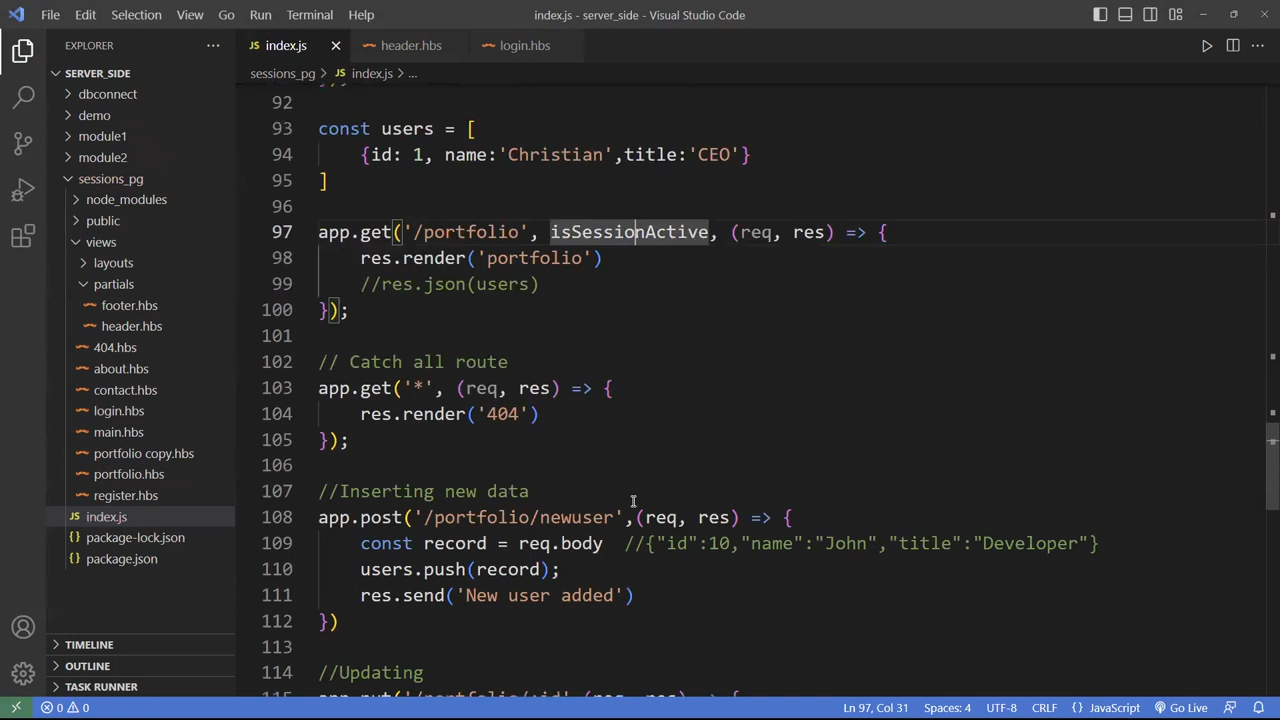 File Edit Selection View Go Run Terminal Help
index.js - server_side - Visual Studio Code
EXPLORER
index.js
header.hbs
login.hbs
SERVER_SIDE
dbconnect
demo
module1
module2
sessions_pg
node_modules
public
views
layouts
partials
footer.hbs
header.hbs
404.hbs
about.hbs
contact.hbs
login.hbs
main.hbs
portfolio copy.hbs
portfolio.hbs
register.hbs
index.js
package-lock.json
package.json
TIMELINE
OUTLINE
TASK RUNNER
sessions_pg > index.js > ...
92
93 const users = [
94 {id: 1, name:'Christian',title:'CEO'}
95 ]
96
97 app.get('/portfolio', isSessionActive, (req, res) => {
98 res.render('portfolio')
99 //res.json(users)
100 });
101
102 // Catch all route
103 app.get('*', (req, res) => {
104 res.render('404')
105 });
106
107 //Inserting new data
108 app.post('/portfolio/newuser',(req, res) => {
109 const record = req.body //{"id":10,"name":"John","title":"Developer"}
110 users.push(record);
111 res.send('New user added')
112 })
113
114 //Updating
115 app.put('/portfolio/:id',(req, res) => {
0 0 Ln 97, Col 31 Spaces: 4 UTF-8 CRLF {} JavaScript Go Live